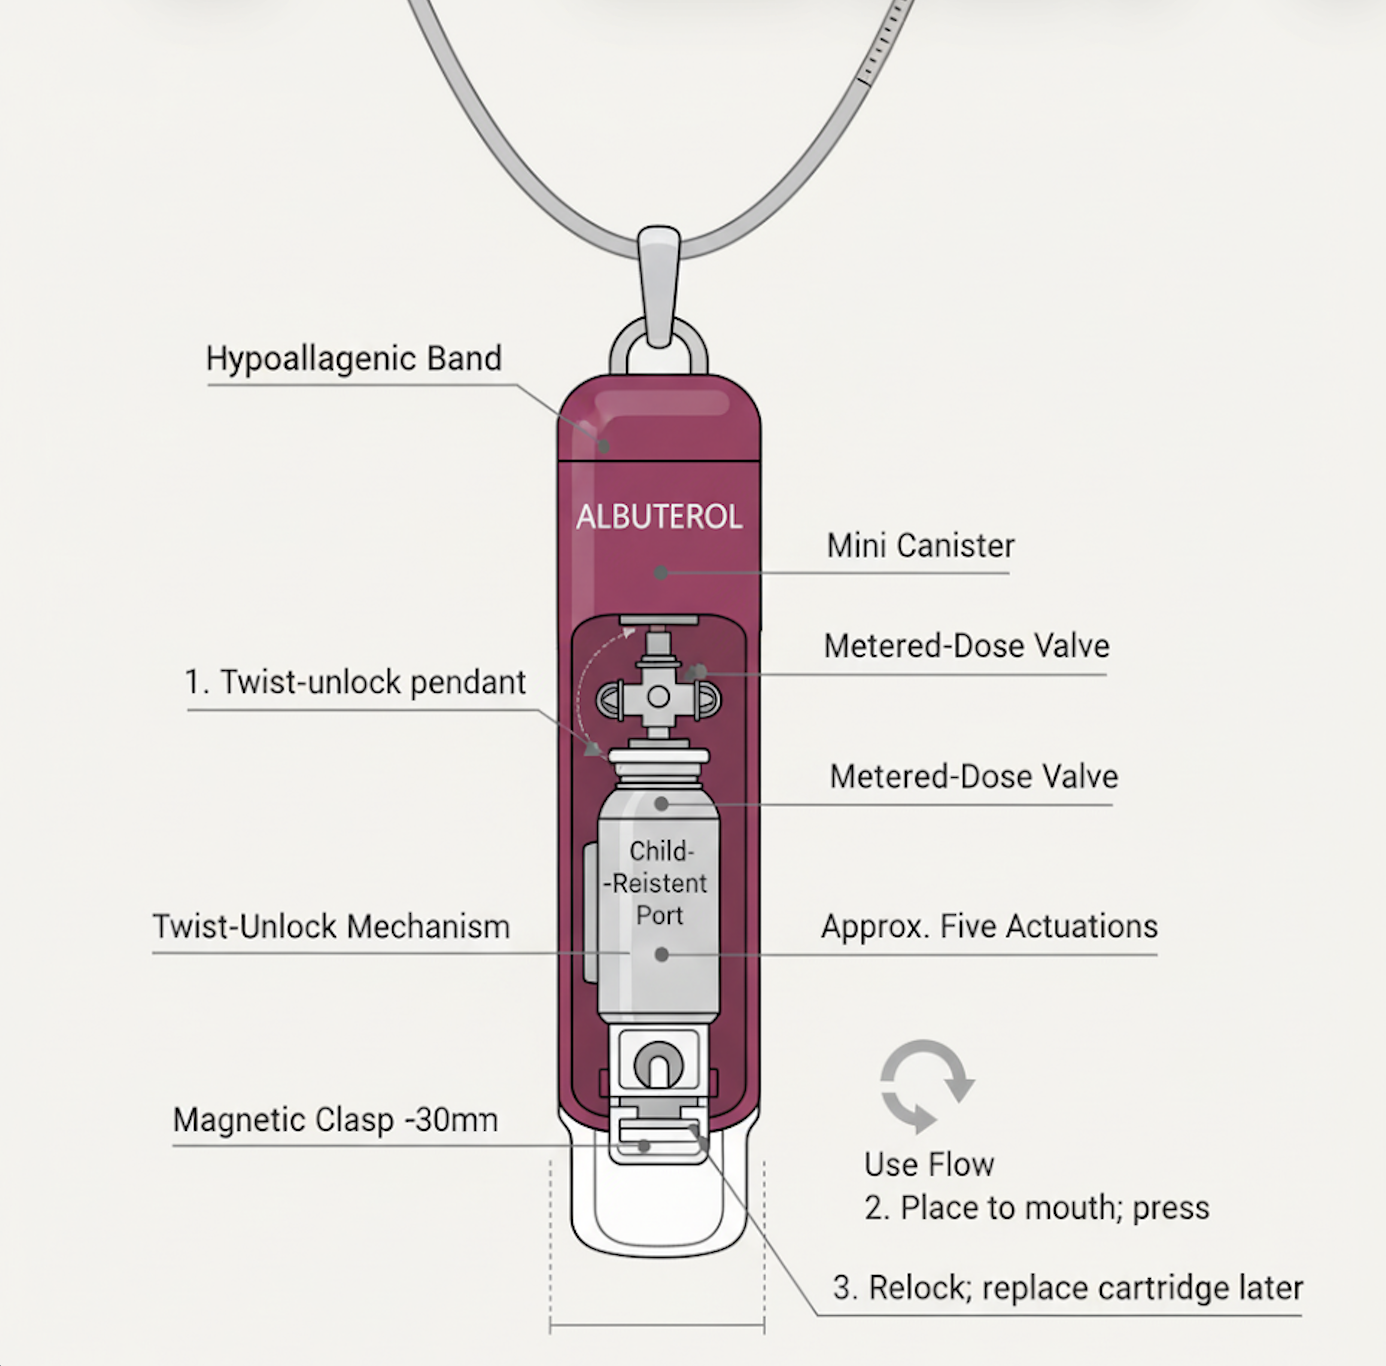 Hypoallagenic Band
ALBUTEROL
Mini Canister
Metered-Dose Valve
1. Twist-unlock pendant
Metered-Dose Valve
Child-
-Reistent
Port
Twist-Unlock Mechanism
Approx. Five Actuations
Magnetic Clasp -30mm
Use Flow
2. Place to mouth; press
3. Relock; replace cartridge later